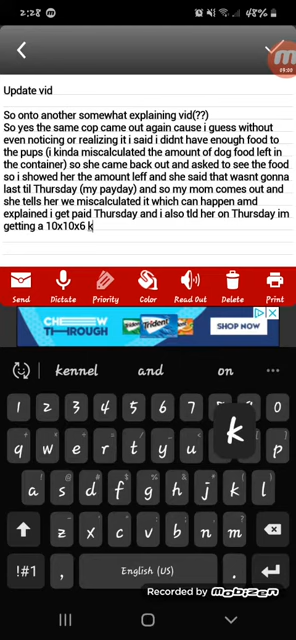 2:28
48%
09:00
Update vid
So onto another somewhat explaining vid(??)
So yes the same cop came out again cause i guess without
even noticing or realizing it i said i didnt have enough food to
the pups (i kinda miscalculated the amount of dog food left in
the container) so she came back out and asked to see the food
so i showed her the amount leff and she said that wasnt gonna
last til Thursday (my payday) and so my mom comes out and
she tells her we miscalculated it which can happen amd
explained i get paid Thursday and i also tld her on Thursday im
getting a 10x10x6 k
Send Dictate Priority Color Read Out Delete Print
CHEW THROUGH Trident SHOP NOW
kennel and on
1 2 3 4 5 6 7 0
q w e r t y u k p
a s d f g h j k l
z x c v b n m
!#1 , English (US) .
Recorded by mobizen